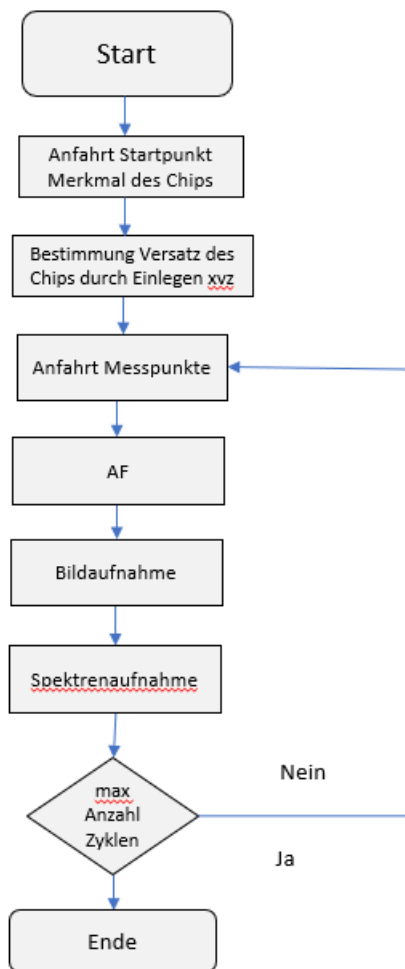 Start
Anfahrt Startpunkt
Merkmal des Chips
Bestimmung Versatz des
Chips durch Einlegen xvz
Anfahrt Messpunkte
AF
Bildaufnahme
Spektrenaufnahme
max
Anzahl
Zyklen
Nein
Ja
Ende